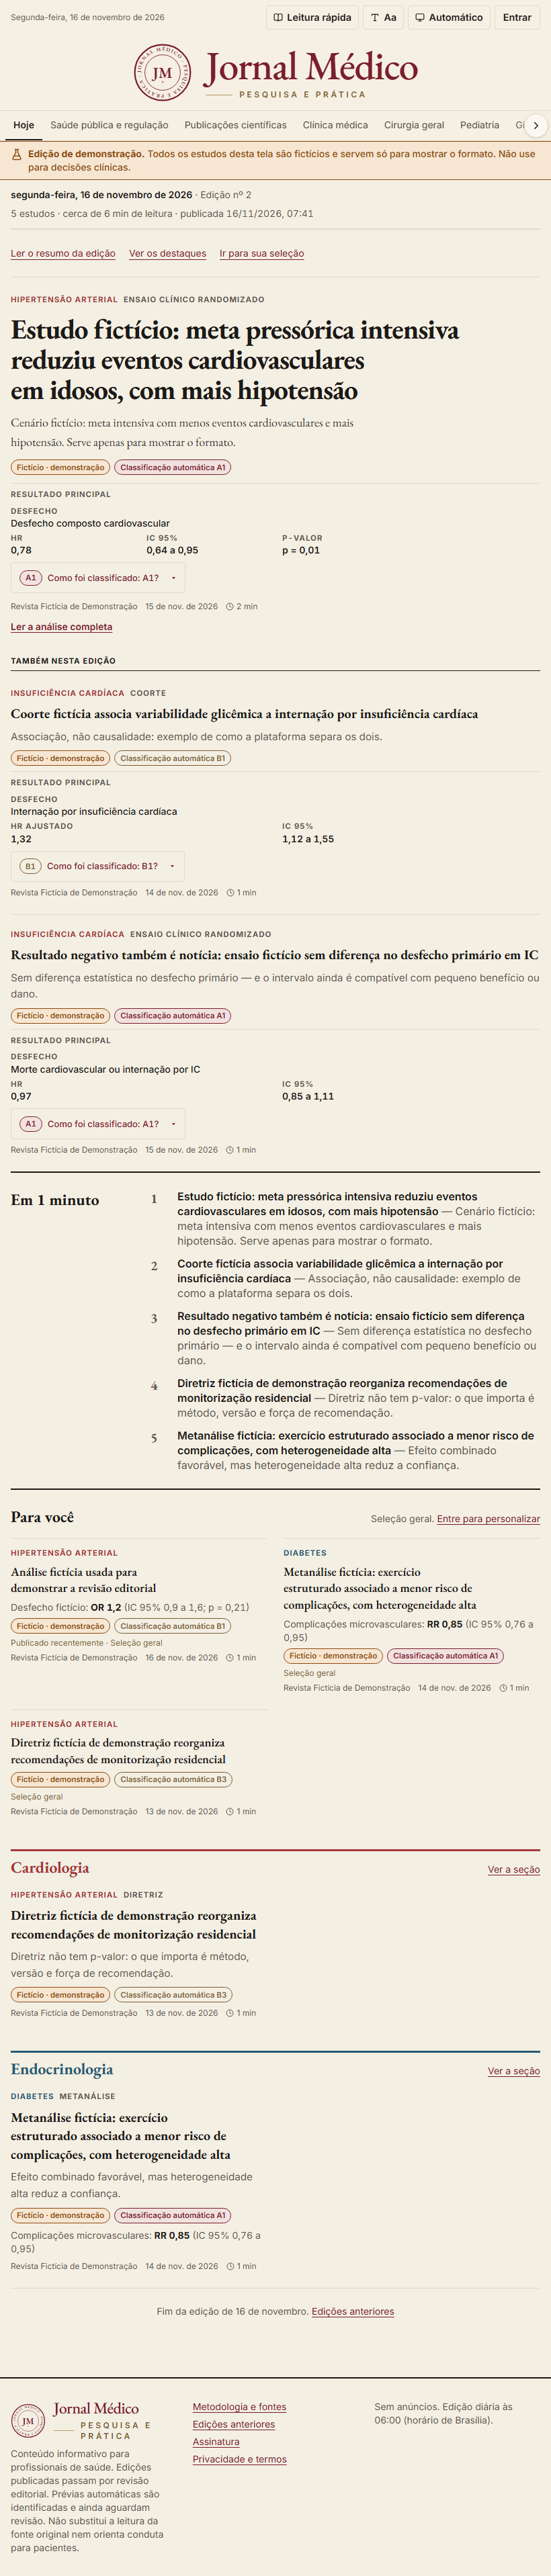 Segunda-feira, 16 de novembro de 2026
Leitura rápida
Aa
Automático
Entrar
JORNAL MÉDICO · PESQUISA E PRÁTICA
JM
Jornal Médico
PESQUISA E PRÁTICA
Hoje Saúde pública e regulação Publicações científicas Clínica médica Cirurgia geral Pediatria
Edição de demonstração. Todos os estudos desta tela são fictícios e servem só para mostrar o formato. Não use
para decisões clínicas.
segunda-feira, 16 de novembro de 2026 · Edição nº 2
5 estudos · cerca de 6 min de leitura · publicada 16/11/2026, 07:41
Ler o resumo da edição Ver os destaques Ir para sua seleção
HIPERTENSÃO ARTERIAL ENSAIO CLÍNICO RANDOMIZADO
Estudo fictício: meta pressórica intensiva
reduziu eventos cardiovasculares
em idosos, com mais hipotensão
Cenário fictício: meta intensiva com menos eventos cardiovasculares e mais
hipotensão. Serve apenas para mostrar o formato.
Fictício · demonstração Classificação automática A1
RESULTADO PRINCIPAL
DESFECHO
Desfecho composto cardiovascular
HR IC 95% P-VALOR
0,78 0,64 a 0,95 p = 0,01
A1 Como foi classificado: A1?
Revista Fictícia de Demonstração 15 de nov. de 2026 2 min
Ler a análise completa
TAMBÉM NESTA EDIÇÃO
INSUFICIÊNCIA CARDÍACA COORTE
Coorte fictícia associa variabilidade glicêmica a internação por insuficiência cardíaca
Associação, não causalidade: exemplo de como a plataforma separa os dois.
Fictício · demonstração Classificação automática B1
RESULTADO PRINCIPAL
DESFECHO
Internação por insuficiência cardíaca
HR AJUSTADO IC 95%
1,32 1,12 a 1,55
B1 Como foi classificado: B1?
Revista Fictícia de Demonstração 14 de nov. de 2026 1 min
INSUFICIÊNCIA CARDÍACA ENSAIO CLÍNICO RANDOMIZADO
Resultado negativo também é notícia: ensaio fictício sem diferença no desfecho primário em IC
Sem diferença estatística no desfecho primário — e o intervalo ainda é compatível com pequeno benefício ou
dano.
Fictício · demonstração Classificação automática A1
RESULTADO PRINCIPAL
DESFECHO
Morte cardiovascular ou internação por IC
HR IC 95%
0,97 0,85 a 1,11
A1 Como foi classificado: A1?
Revista Fictícia de Demonstração 15 de nov. de 2026 1 min
Em 1 minuto
1 Estudo fictício: meta pressórica intensiva reduziu eventos
cardiovasculares em idosos, com mais hipotensão — Cenário fictício:
meta intensiva com menos eventos cardiovasculares e mais
hipotensão. Serve apenas para mostrar o formato.
2 Coorte fictícia associa variabilidade glicêmica a internação por
insuficiência cardíaca — Associação, não causalidade: exemplo de
como a plataforma separa os dois.
3 Resultado negativo também é notícia: ensaio fictício sem diferença
no desfecho primário em IC — Sem diferença estatística no desfecho
primário — e o intervalo ainda é compatível com pequeno benefício ou
dano.
4 Diretriz fictícia de demonstração reorganiza recomendações de
monitorização residencial — Diretriz não tem p-valor: o que importa é
método, versão e força de recomendação.
5 Metanálise fictícia: exercício estruturado associado a menor risco de
complicações, com heterogeneidade alta — Efeito combinado
favorável, mas heterogeneidade alta reduz a confiança.
Para você
Seleção geral. Entre para personalizar
HIPERTENSÃO ARTERIAL
Análise fictícia usada para
demonstrar a revisão editorial
Desfecho fictício: OR 1,2 (IC 95% 0,9 a 1,6; p = 0,21)
Fictício · demonstração Classificação automática B1
Publicado recentemente · Seleção geral
Revista Fictícia de Demonstração 16 de nov. de 2026 1 min
DIABETES
Metanálise fictícia: exercício
estruturado associado a menor risco de
complicações, com heterogeneidade alta
Complicações microvasculares: RR 0,85 (IC 95% 0,76 a
0,95)
Fictício · demonstração Classificação automática A1
Seleção geral
Revista Fictícia de Demonstração 14 de nov. de 2026 1 min
HIPERTENSÃO ARTERIAL
Diretriz fictícia de demonstração reorganiza
recomendações de monitorização residencial
Fictício · demonstração Classificação automática B3
Seleção geral
Revista Fictícia de Demonstração 13 de nov. de 2026 1 min
Cardiologia
Ver a seção
HIPERTENSÃO ARTERIAL DIRETRIZ
Diretriz fictícia de demonstração reorganiza
recomendações de monitorização residencial
Diretriz não tem p-valor: o que importa é método,
versão e força de recomendação.
Fictício · demonstração Classificação automática B3
Revista Fictícia de Demonstração 13 de nov. de 2026 1 min
Endocrinologia
Ver a seção
DIABETES METANÁLISE
Metanálise fictícia: exercício
estruturado associado a menor risco de
complicações, com heterogeneidade alta
Efeito combinado favorável, mas heterogeneidade
alta reduz a confiança.
Fictício · demonstração Classificação automática A1
Complicações microvasculares: RR 0,85 (IC 95% 0,76 a
0,95)
Revista Fictícia de Demonstração 14 de nov. de 2026 1 min
Fim da edição de 16 de novembro. Edições anteriores
JM
Jornal Médico
PESQUISA E
PRÁTICA
Conteúdo informativo para
profissionais de saúde. Edições
publicadas passam por revisão
editorial. Prévias automáticas são
identificadas e ainda aguardam
revisão. Não substitui a leitura da
fonte original nem orienta conduta
para pacientes.
Metodologia e fontes
Edições anteriores
Assinatura
Privacidade e termos
Sem anúncios. Edição diária às
06:00 (horário de Brasília).